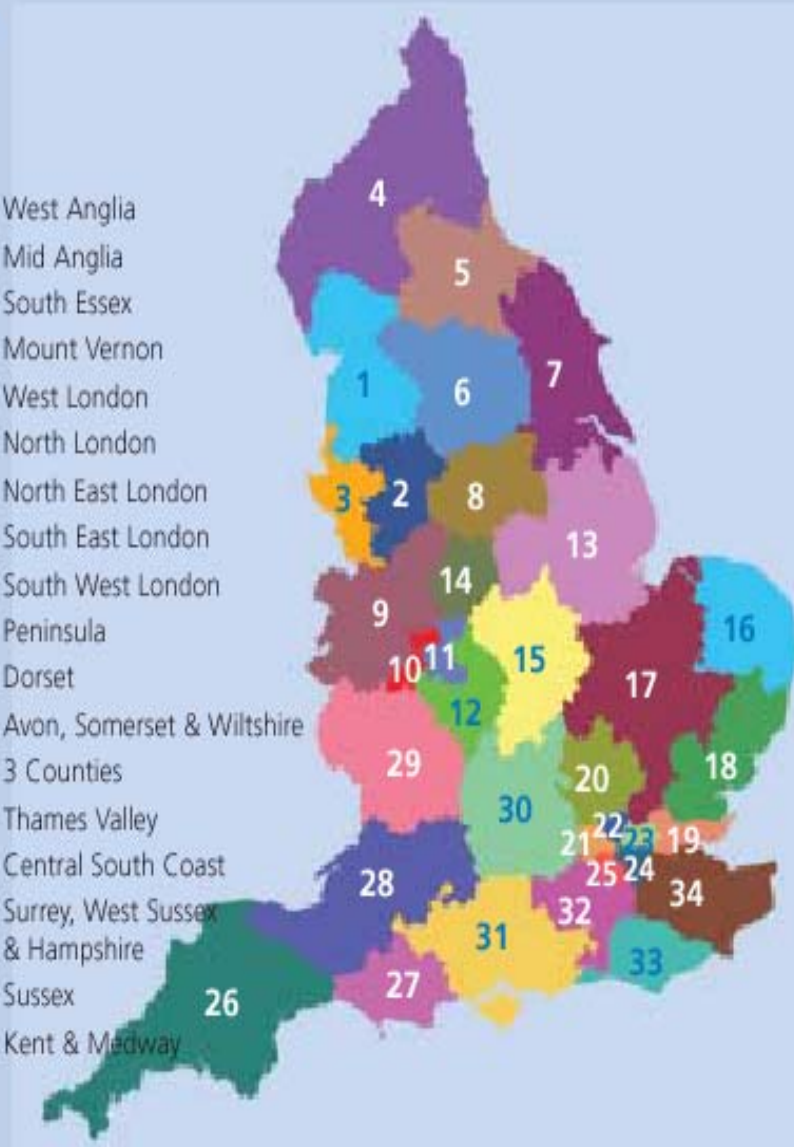 West Anglia
Mid Anglia
South Essex
Mount Vernon
West London
North London
North East London
South East London
South West London
Peninsula
Dorset
Avon, Somerset & Wiltshire
3 Counties
Thames Valley
Central South Coast
Surrey, West Sussex
& Hampshire
Sussex
Kent & Medway
4
5
1
6
7
3
2
8
13
9
14
10
11
15
16
12
17
29
30
20
18
21
22
23
19
25
24
34
28
32
31
33
26
27